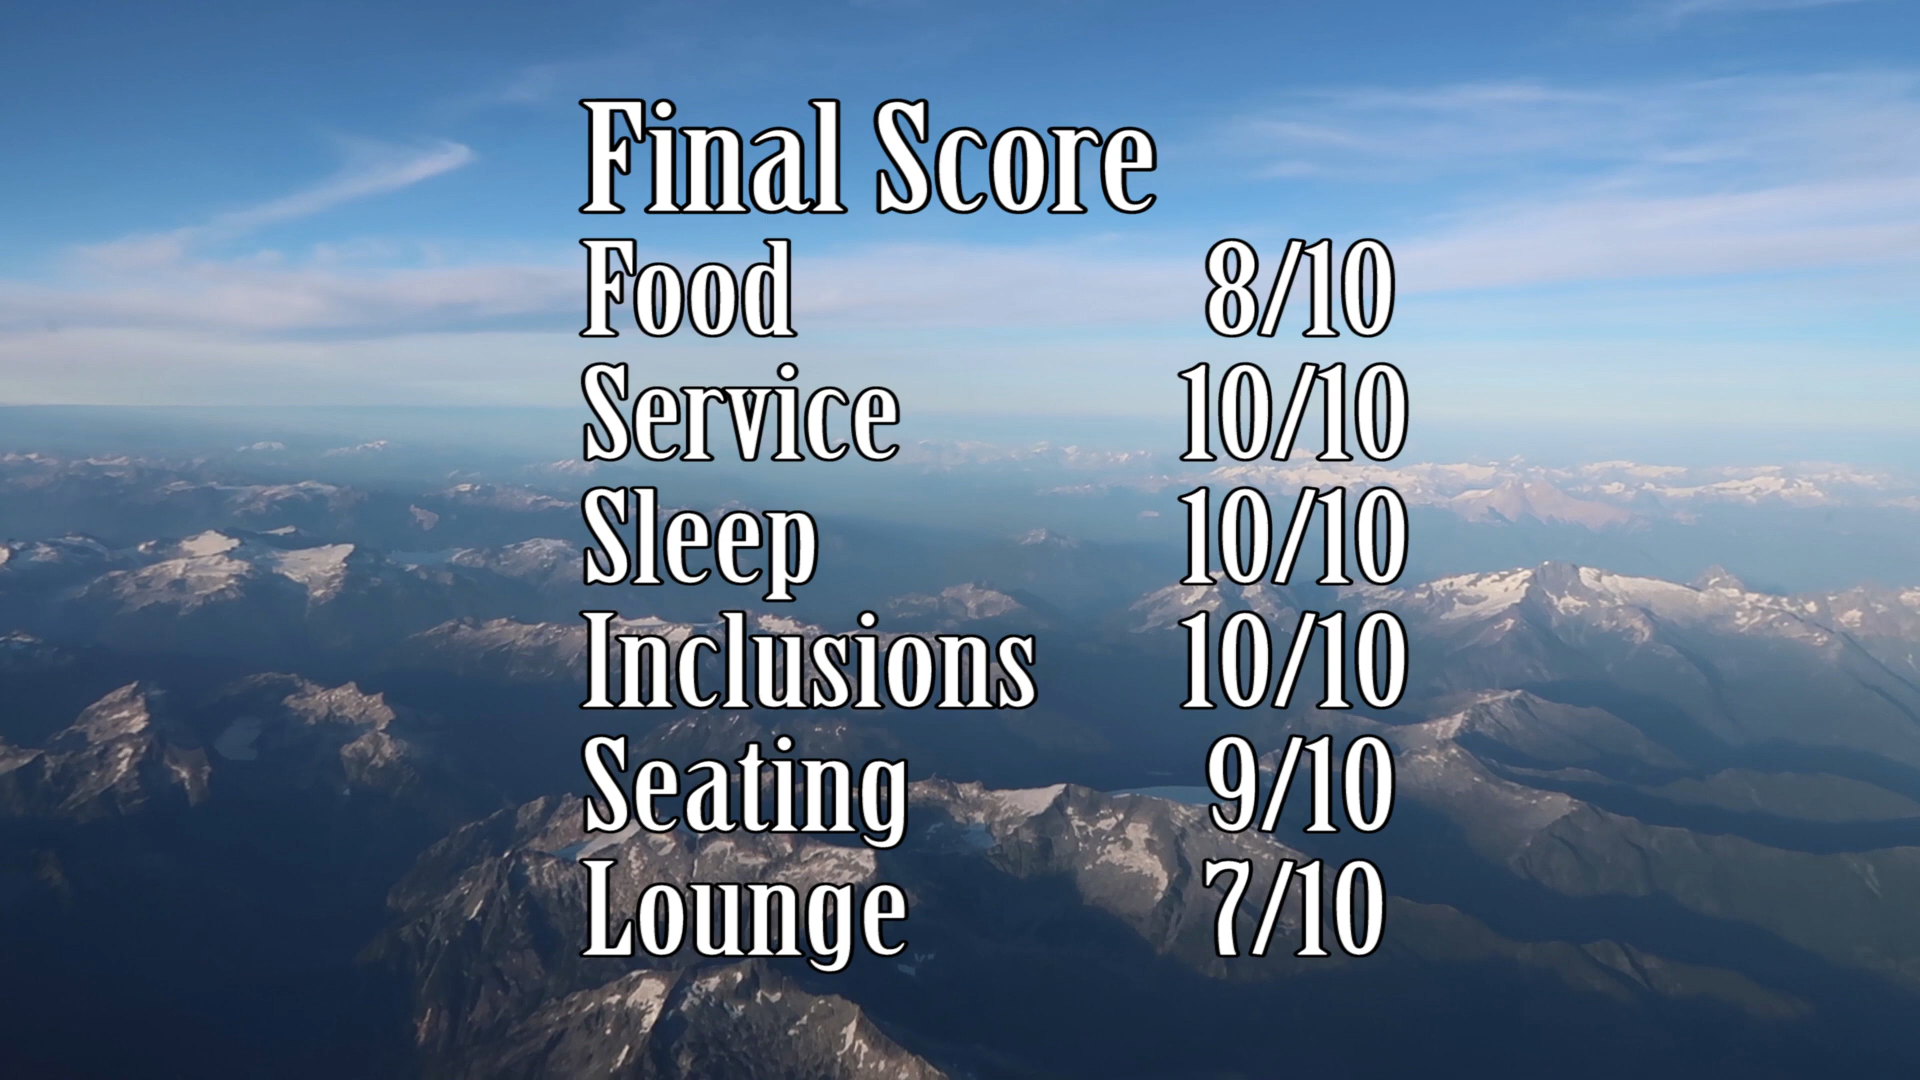 Final Score
Food 8/10
Service 10/10
Sleep 10/10
Inclusions 10/10
Seating 9/10
Lounge 7/10